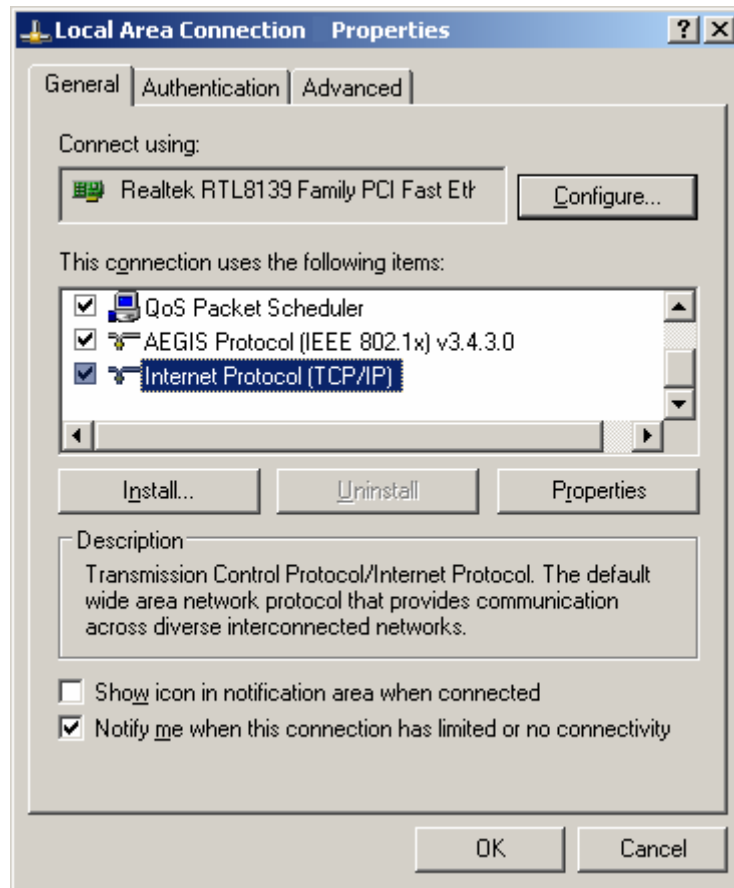 Local Area Connection Properties
General Authentication Advanced
Connect using:
Realtek RTL8139 Family PCI Fast Eth
Configure...
This connection uses the following items:
QoS Packet Scheduler
AEGIS Protocol (IEEE 802.1x) v3.4.3.0
Internet Protocol (TCP/IP)
Install... Uninstall Properties
Description
Transmission Control Protocol/Internet Protocol. The default
wide area network protocol that provides communication
across diverse interconnected networks.
Show icon in notification area when connected
Notify me when this connection has limited or no connectivity
OK Cancel